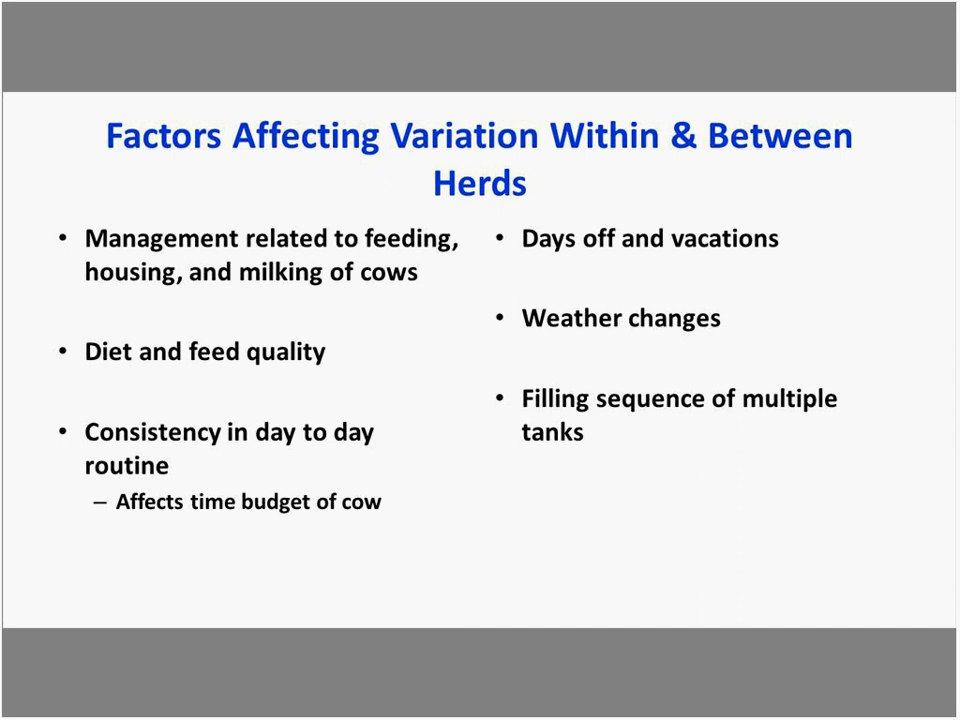 Factors Affecting Variation Within & Between
Herds
• Management related to feeding,
housing, and milking of cows
• Diet and feed quality
• Consistency in day to day
routine
– Affects time budget of cow
• Days off and vacations
• Weather changes
• Filling sequence of multiple
tanks